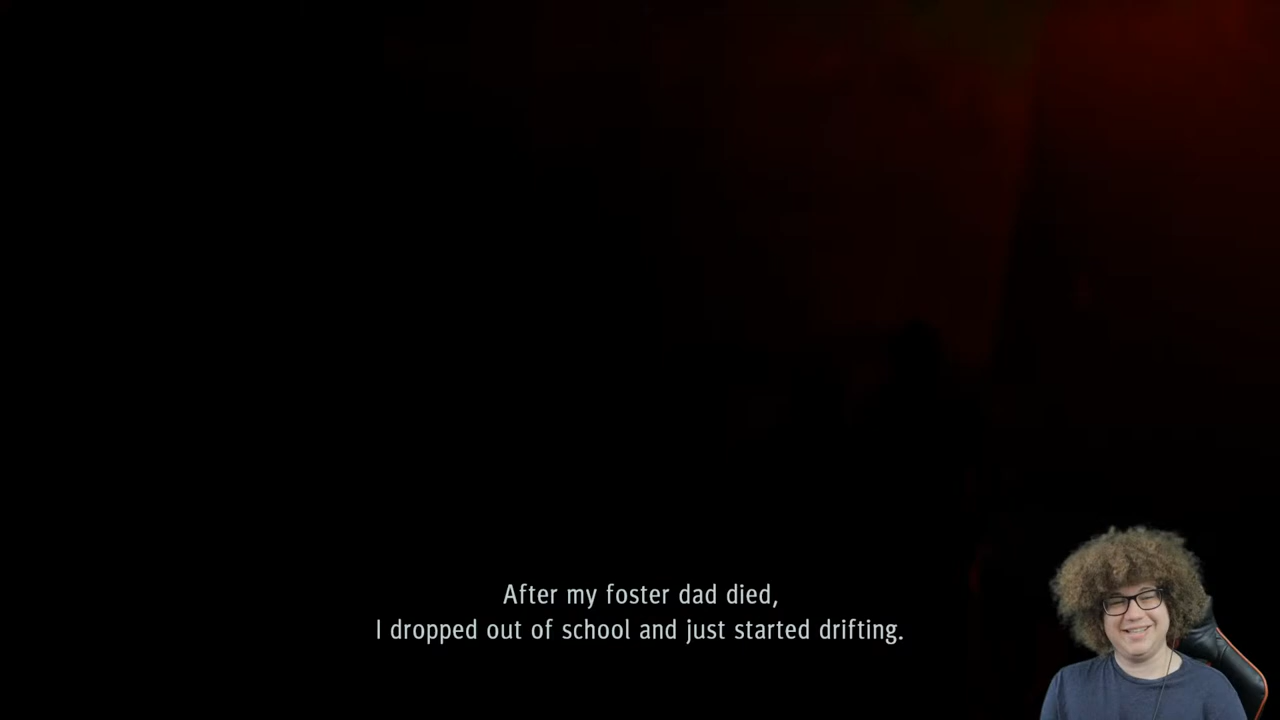 After my foster dad died,
I dropped out of school and just started drifting.